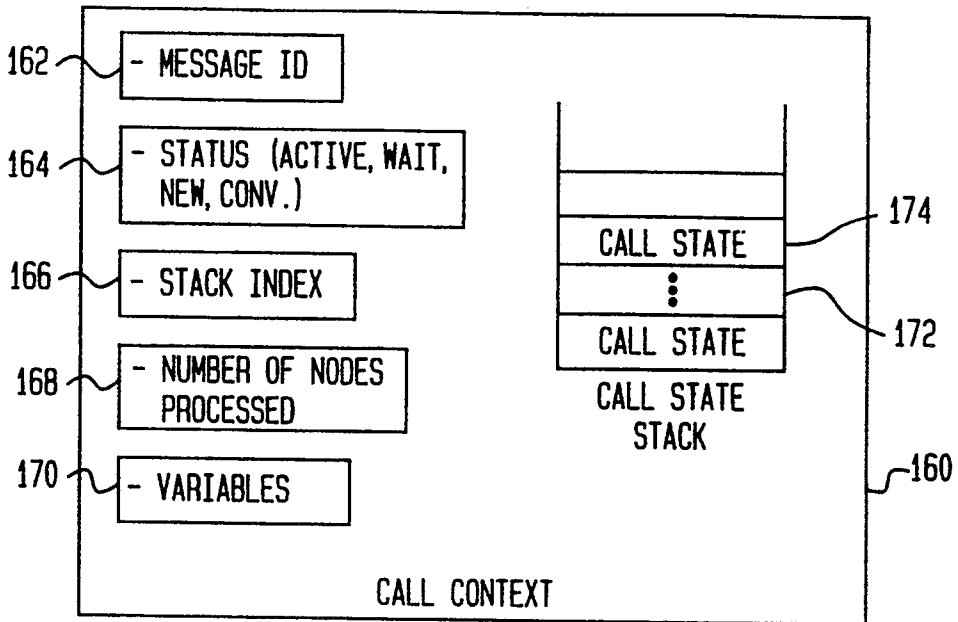 162
- MESSAGE ID
164
- STATUS (ACTIVE, WAIT,
NEW, CONV.)
166
- STACK INDEX
168
- NUMBER OF NODES
PROCESSED
170
- VARIABLES
CALL STATE
174
172
CALL STATE
CALL STATE
STACK
160
CALL CONTEXT